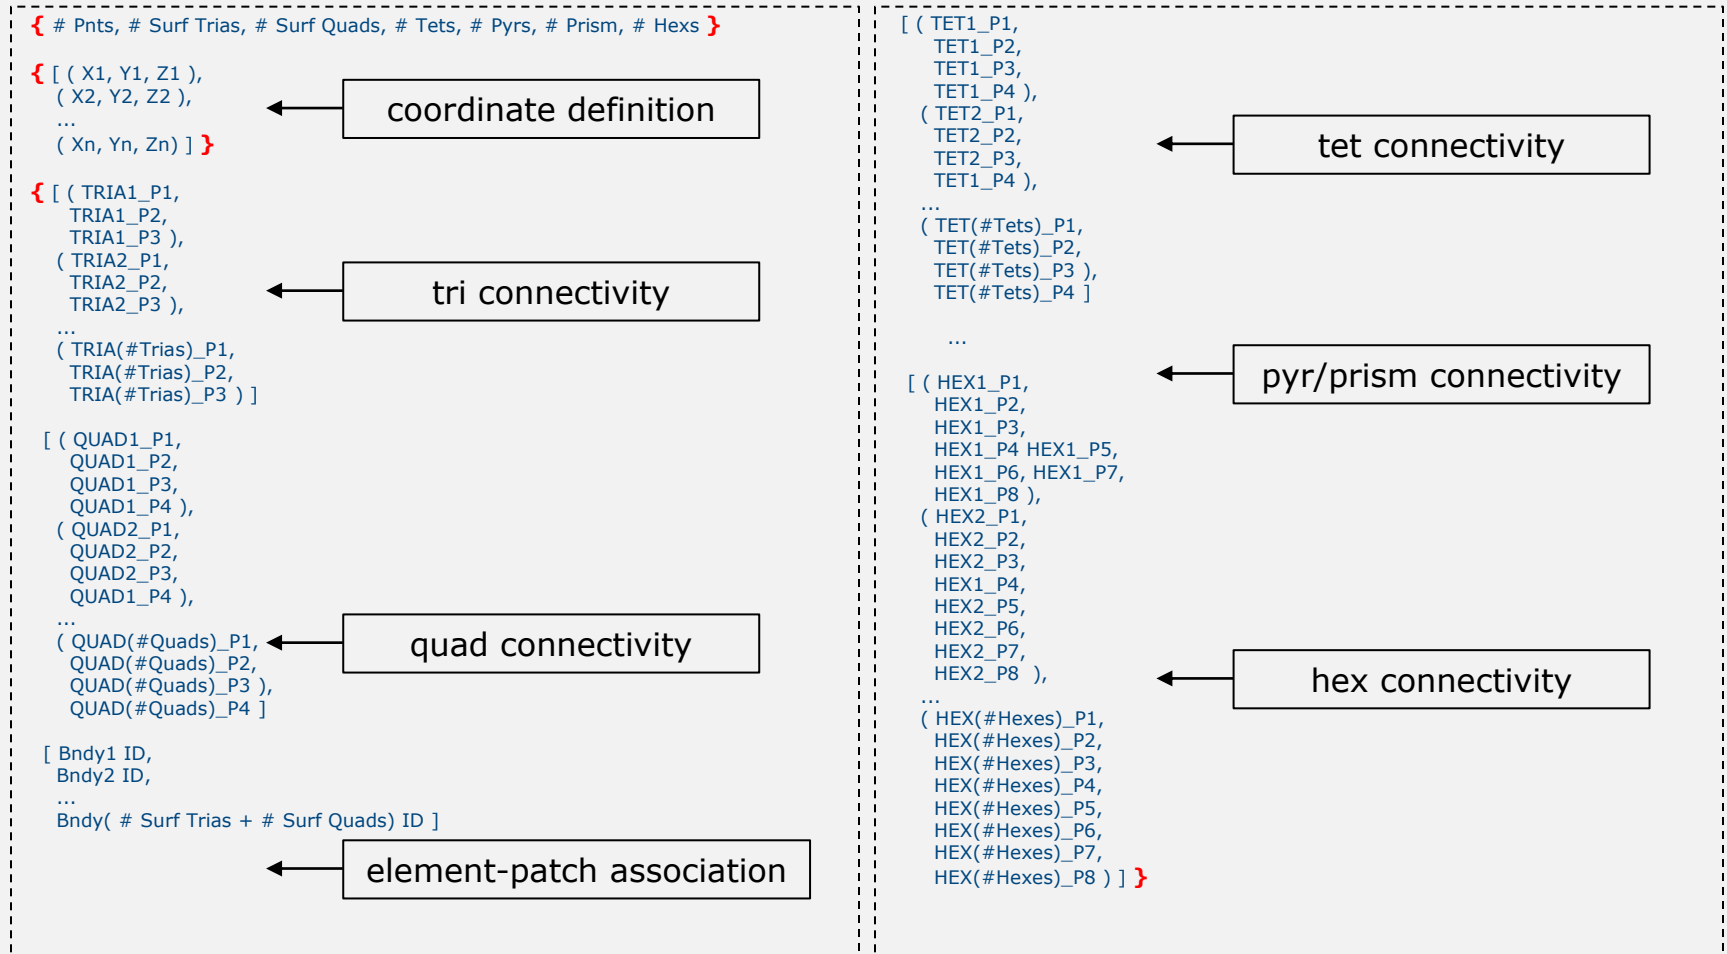 { # Pnts, # Surf Trias, # Surf Quads, # Tets, # Pyrs, # Prism, # Hexs }
{ [ ( X1, Y1, Z1 ),
( X2, Y2, Z2 ),
...
( Xn, Yn, Zn) ] }
coordinate definition
{ [ ( TRIA1_P1,
TRIA1_P2,
TRIA1_P3 ),
( TRIA2_P1,
TRIA2_P2,
TRIA2_P3 ),
...
( TRIA(#Trias)_P1,
TRIA(#Trias)_P2,
TRIA(#Trias)_P3 ) ]
tri connectivity
[ ( QUAD1_P1,
QUAD1_P2,
QUAD1_P3,
QUAD1_P4 ),
( QUAD2_P1,
QUAD2_P2,
QUAD2_P3,
QUAD1_P4 ),
...
( QUAD(#Quads)_P1,
QUAD(#Quads)_P2,
QUAD(#Quads)_P3 ),
QUAD(#Quads)_P4 ]
quad connectivity
[ Bndy1 ID,
Bndy2 ID,
...
Bndy( # Surf Trias + # Surf Quads) ID ]
element-patch association
[ ( TET1_P1,
TET1_P2,
TET1_P3,
TET1_P4 ),
( TET2_P1,
TET2_P2,
TET2_P3,
TET1_P4 ),
...
( TET(#Tets)_P1,
TET(#Tets)_P2,
TET(#Tets)_P3 ),
TET(#Tets)_P4 ]
tet connectivity
...
pyr/prism connectivity
[ ( HEX1_P1,
HEX1_P2,
HEX1_P3,
HEX1_P4 HEX1_P5,
HEX1_P6, HEX1_P7,
HEX1_P8 ),
( HEX2_P1,
HEX2_P2,
HEX2_P3,
HEX1_P4,
HEX2_P5,
HEX2_P6,
HEX2_P7,
HEX2_P8 ),
...
( HEX(#Hexes)_P1,
HEX(#Hexes)_P2,
HEX(#Hexes)_P3,
HEX(#Hexes)_P4,
HEX(#Hexes)_P5,
HEX(#Hexes)_P6,
HEX(#Hexes)_P7,
HEX(#Hexes)_P8 ) ] }
hex connectivity